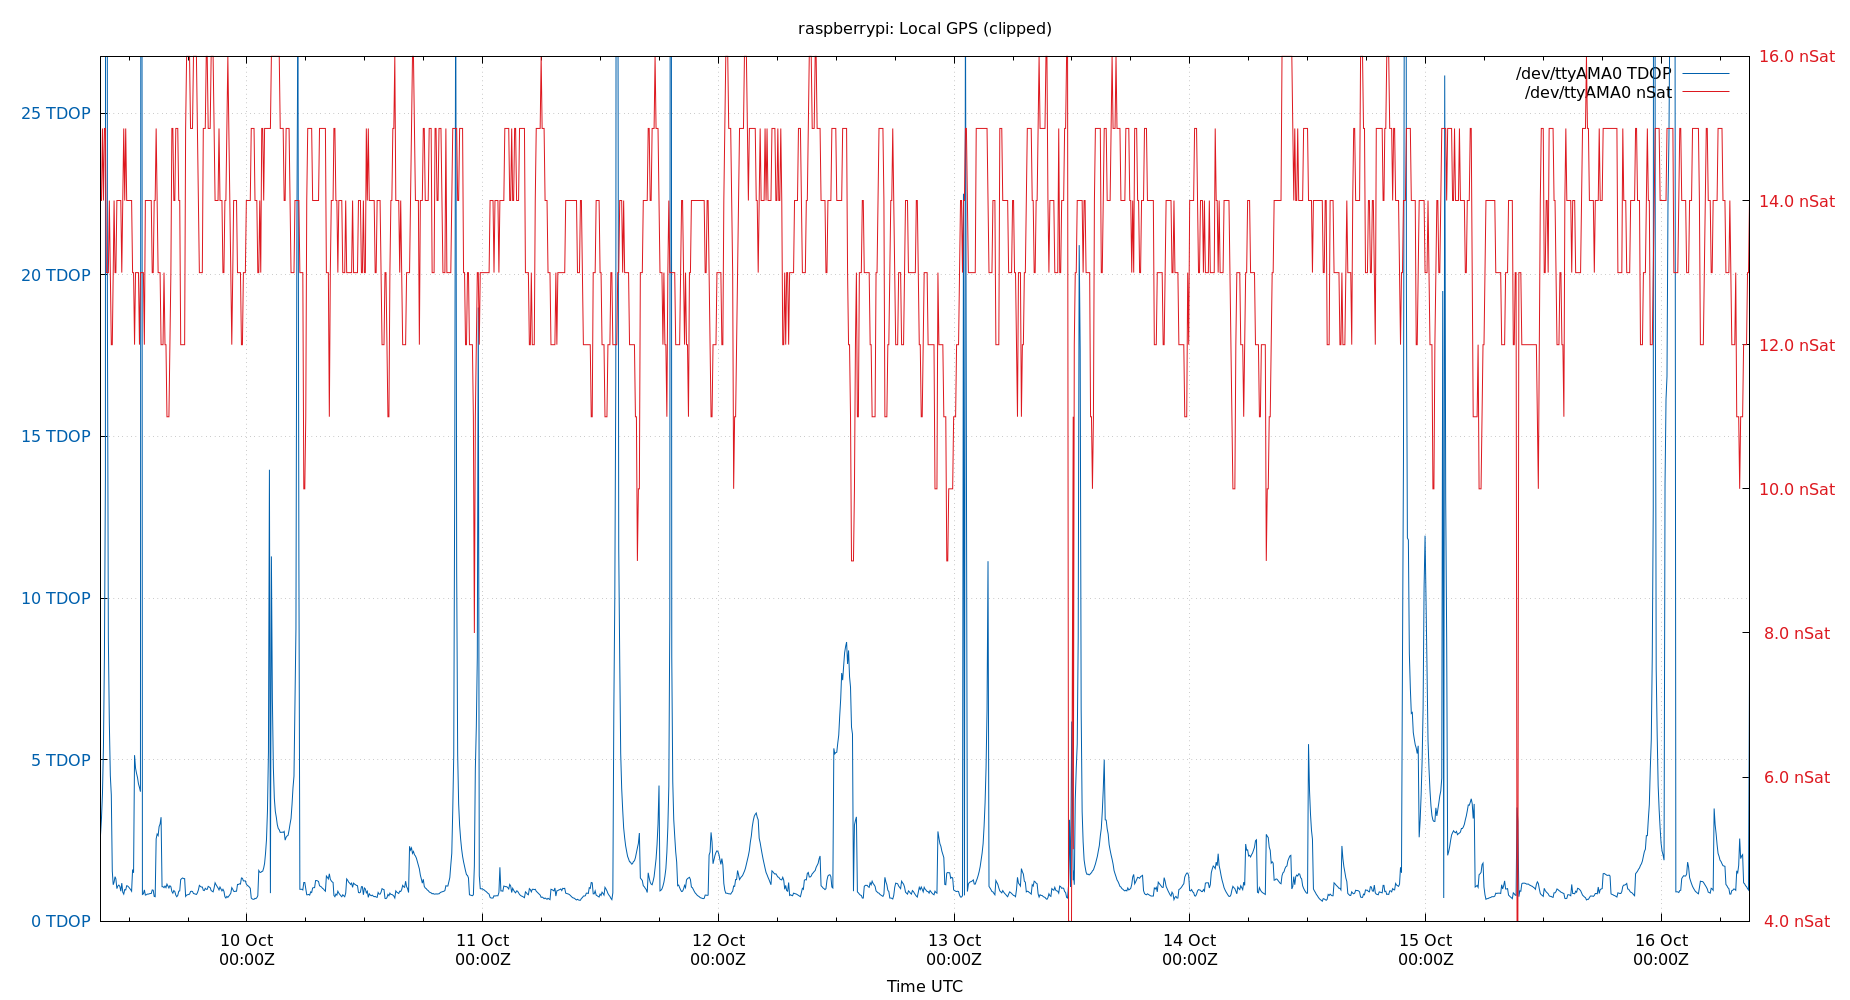 raspberrypi: Local GPS (clipped)
16.0 nSat
/dev/ttyAMA0 TDOP
/dev/ttyAMA0 nSat
25 TDOP
14.0 nSat
20 TDOP
12.0 nSat
15 TDOP
10.0 nSat
10 TDOP
8.0 nSat
5 TDOP
6.0 nSat
0 TDOP
4.0 nSat
10 Oct 11 Oct 12 Oct 13 Oct 14 Oct 15 Oct 16 Oct
00:00Z 00:00Z 00:00Z 00:00Z 00:00Z 00:00Z 00:00Z
Time UTC